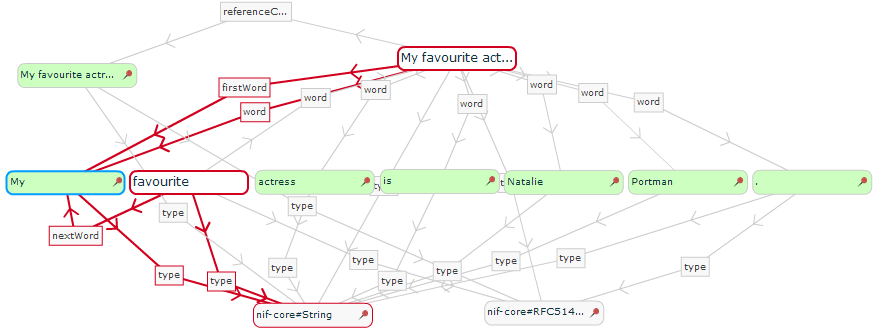 referenceC...
My favourite act...
My favourite actr...
firstWord
word
word
word
word
word
word
word
My
favourite
actress
is
Natalie
Portman
.
type
type
nextWord
type
type
type
type
type
type
type
type
type
nif-core#String
nif-core#RFC514...